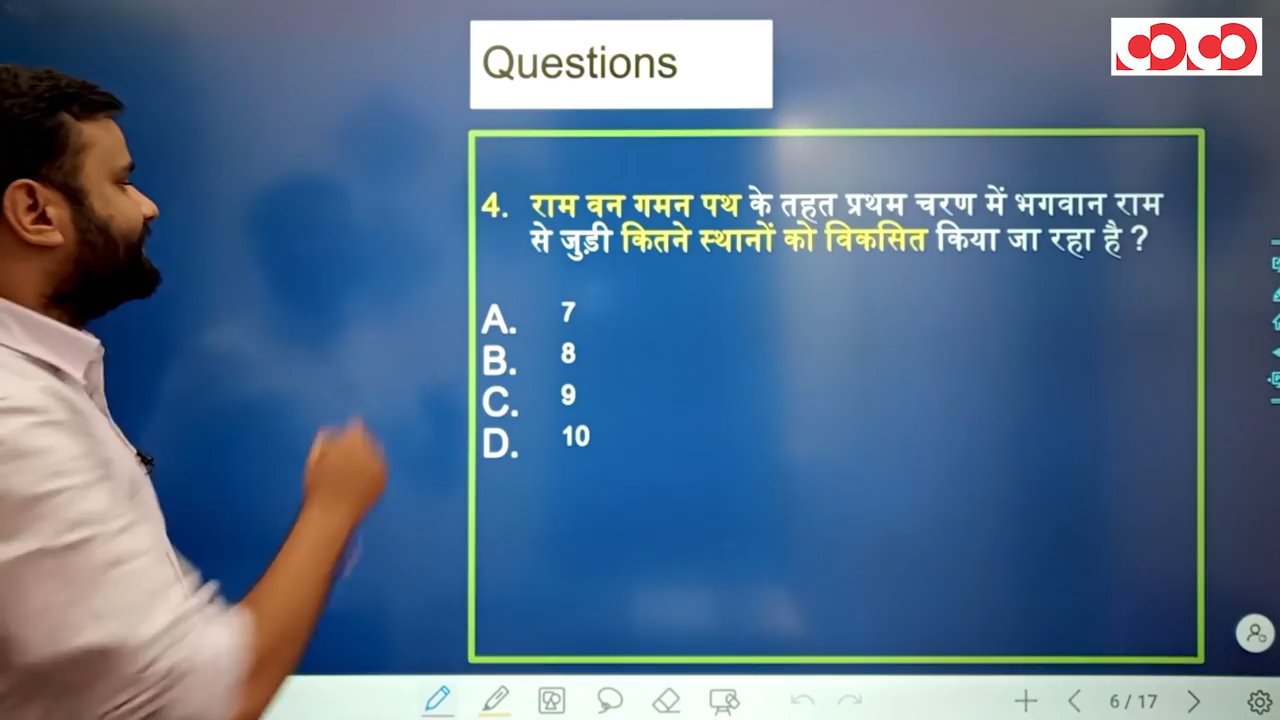 Questions
4. राम वन गमन पथ के तहत प्रथम चरण में भगवान राम
से जुड़ी कितने स्थानों को विकसित किया जा रहा है ?
A. 7
B. 8
C. 9
D. 10
6 / 17